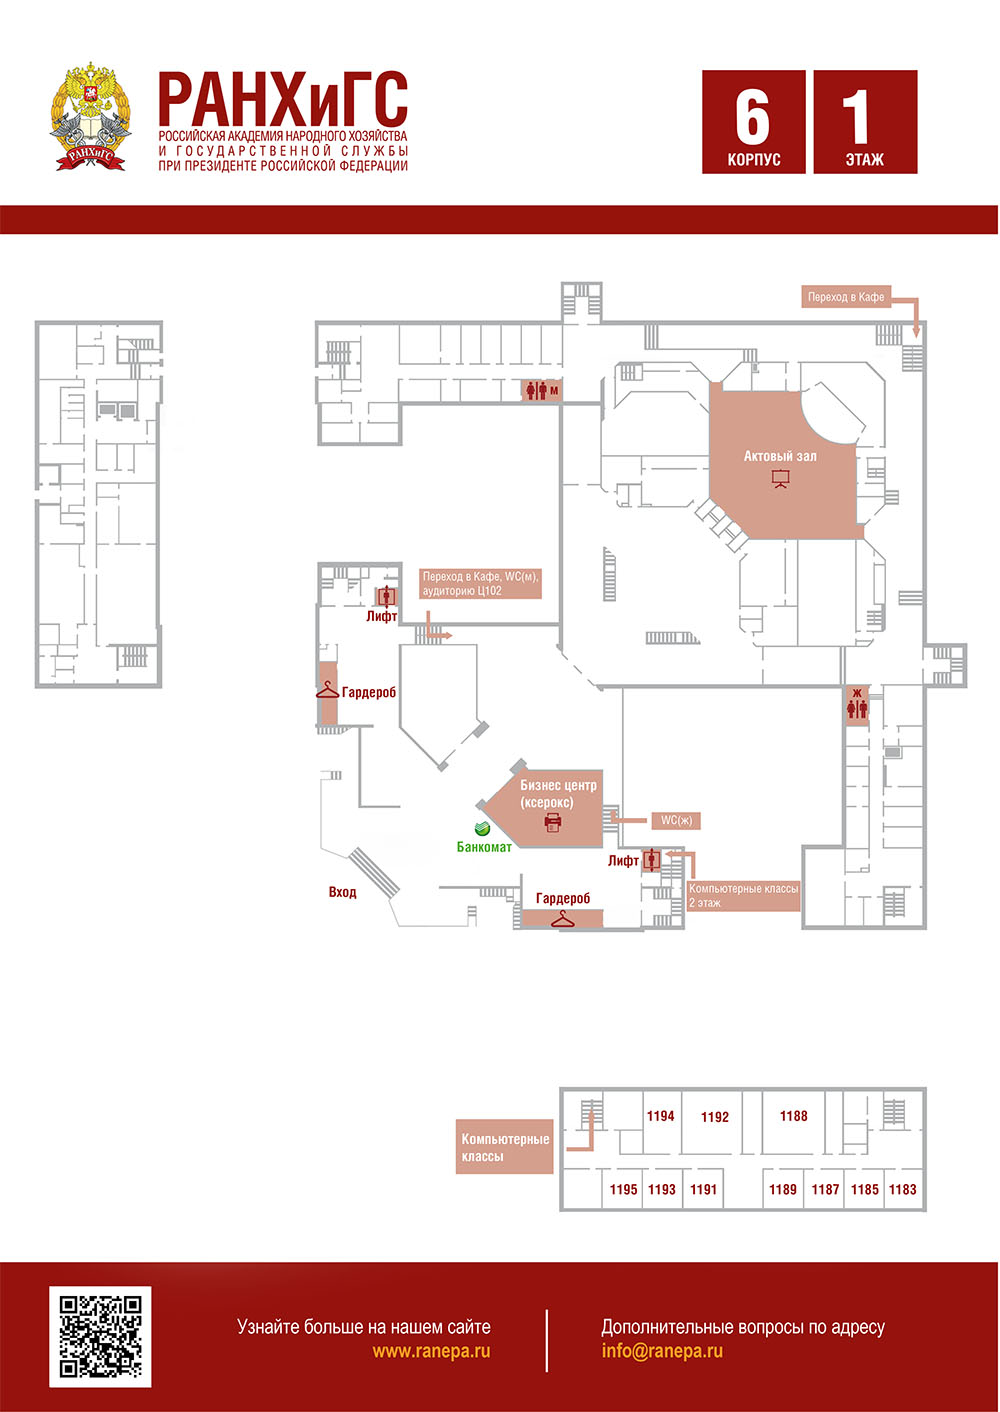 РАНХиГС
РОССИЙСКАЯ АКАДЕМИЯ НАРОДНОГО ХОЗЯЙСТВА
И ГОСУДАРСТВЕННОЙ СЛУЖБЫ
ПРИ ПРЕЗИДЕНТЕ РОССИЙСКОЙ ФЕДЕРАЦИИ
РАНХиГС
6
КОРПУС
1
ЭТАЖ
Переход в Кафе
м
Актовый зал
Переход в Кафе, WC(м),
аудиторию Ц102
Лифт
Гардероб
ж
Бизнес центр
(ксерокс)
WC(ж)
Банкомат
Лифт
Компьютерные классы
2 этаж
Вход
Гардероб
Компьютерные
классы
1194
1192
1188
1195
1193
1191
1189
1187
1185
1183
Узнайте больше на нашем сайте
www.ranepa.ru
Дополнительные вопросы по адресу
info@ranepa.ru